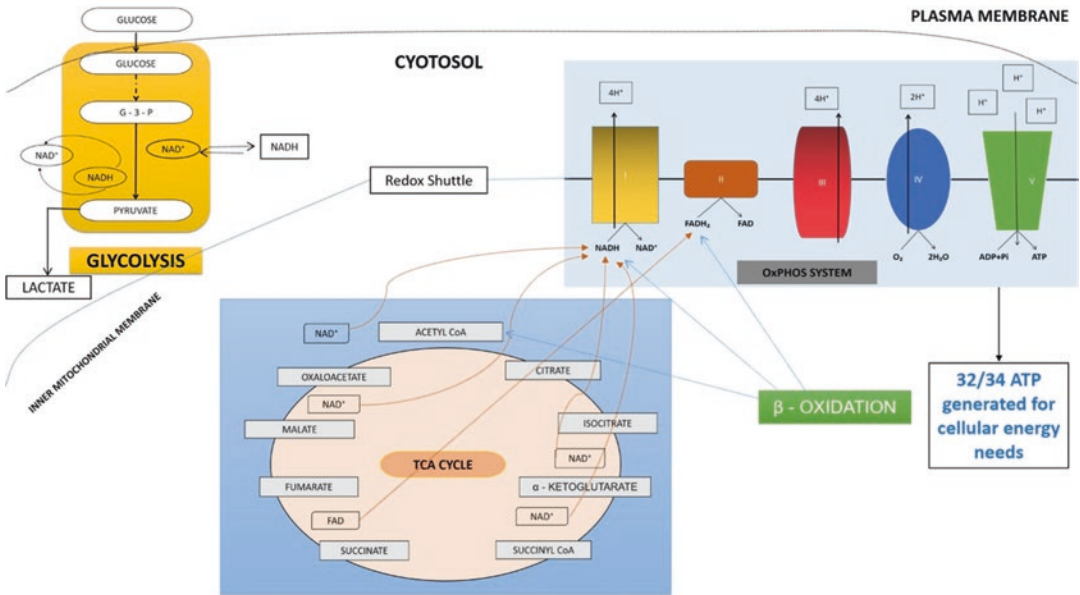 GLUCOSE
PLASMA MEMBRANE
GLUCOSE
CYOTOSOL
G - 3 - P
NAD⁺
NADH
NAD⁺
NADH
PYRUVATE
GLYCOLYSIS
LACTATE
INNER MITOCHONDRIAL MEMBRANE
Redox Shuttle
4H⁺
4H⁺
2H⁺
H⁺
H⁺
H⁺
I
II
III
IV
V
NADH
NAD⁺
FADH₂
FAD
O₂
2H₂O
ADP+Pi
ATP
OxPHOS SYSTEM
32/34 ATP
generated for
cellular energy
needs
β - OXIDATION
NAD⁺
ACETYL CoA
OXALOACETATE
CITRATE
NAD⁺
MALATE
ISOCITRATE
NAD⁺
TCA CYCLE
FUMARATE
α - KETOGLUTARATE
FAD
NAD⁺
SUCCINATE
SUCCINYL CoA